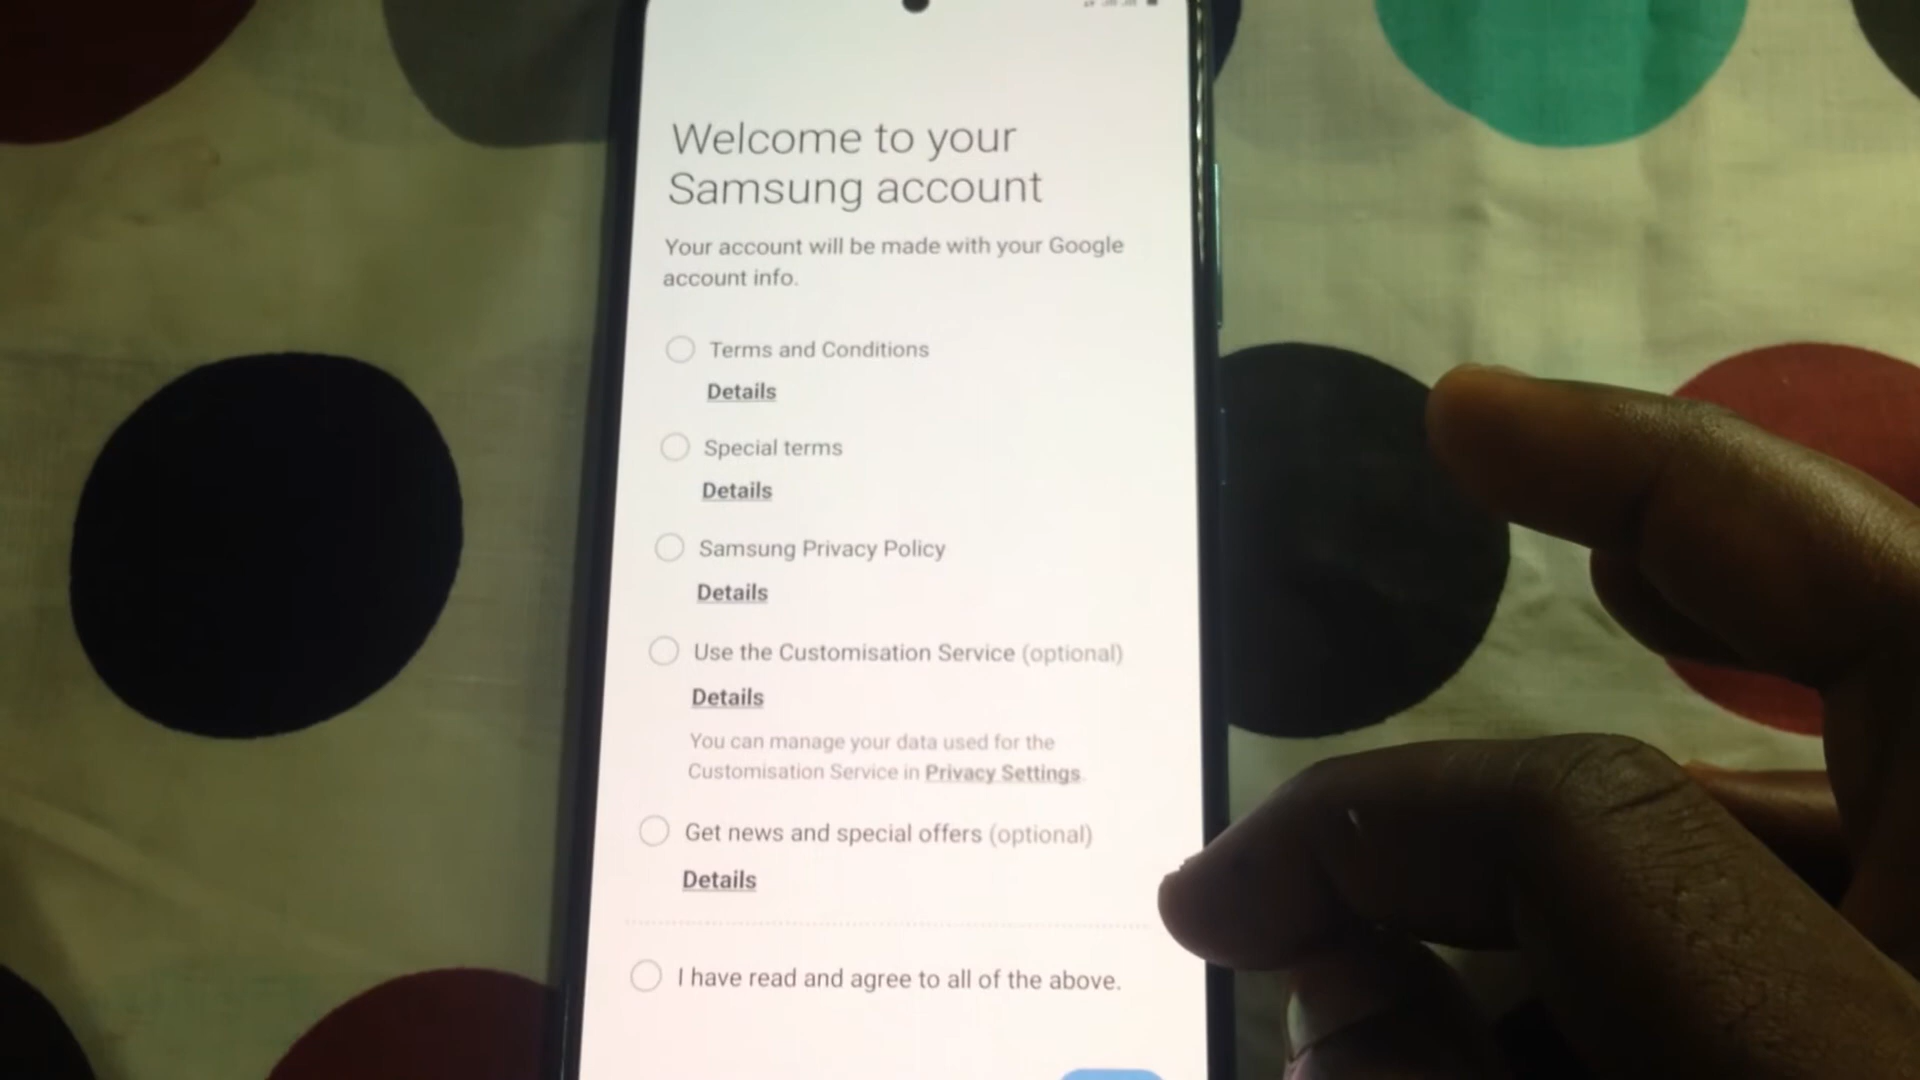 Welcome to your
Samsung account
Your account will be made with your Google
account info.
Terms and Conditions
Details
Special terms
Details
Samsung Privacy Policy
Details
Use the Customisation Service (optional)
Details
You can manage your data used for the
Customisation Service in Privacy Settings.
Get news and special offers (optional)
Details
I have read and agree to all of the above.